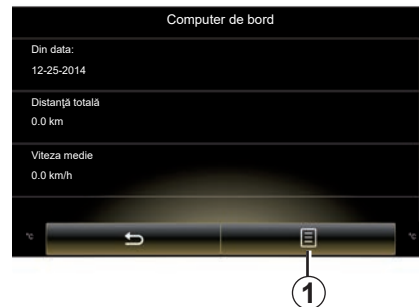 Computer de bord
Din data:
12-25-2014
Distanţă totală
0.0 km
Viteza medie
0.0 km/h
°C °C
1